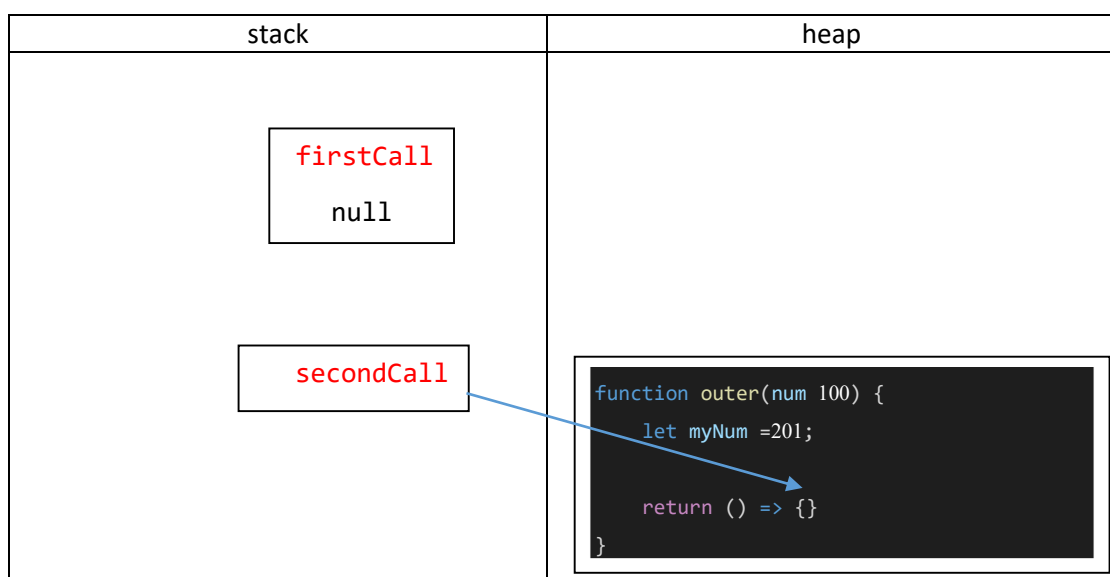 stack
heap
firstCall
null
secondCall
function outer(num 100) {
let myNum =201;
return () => {}
}